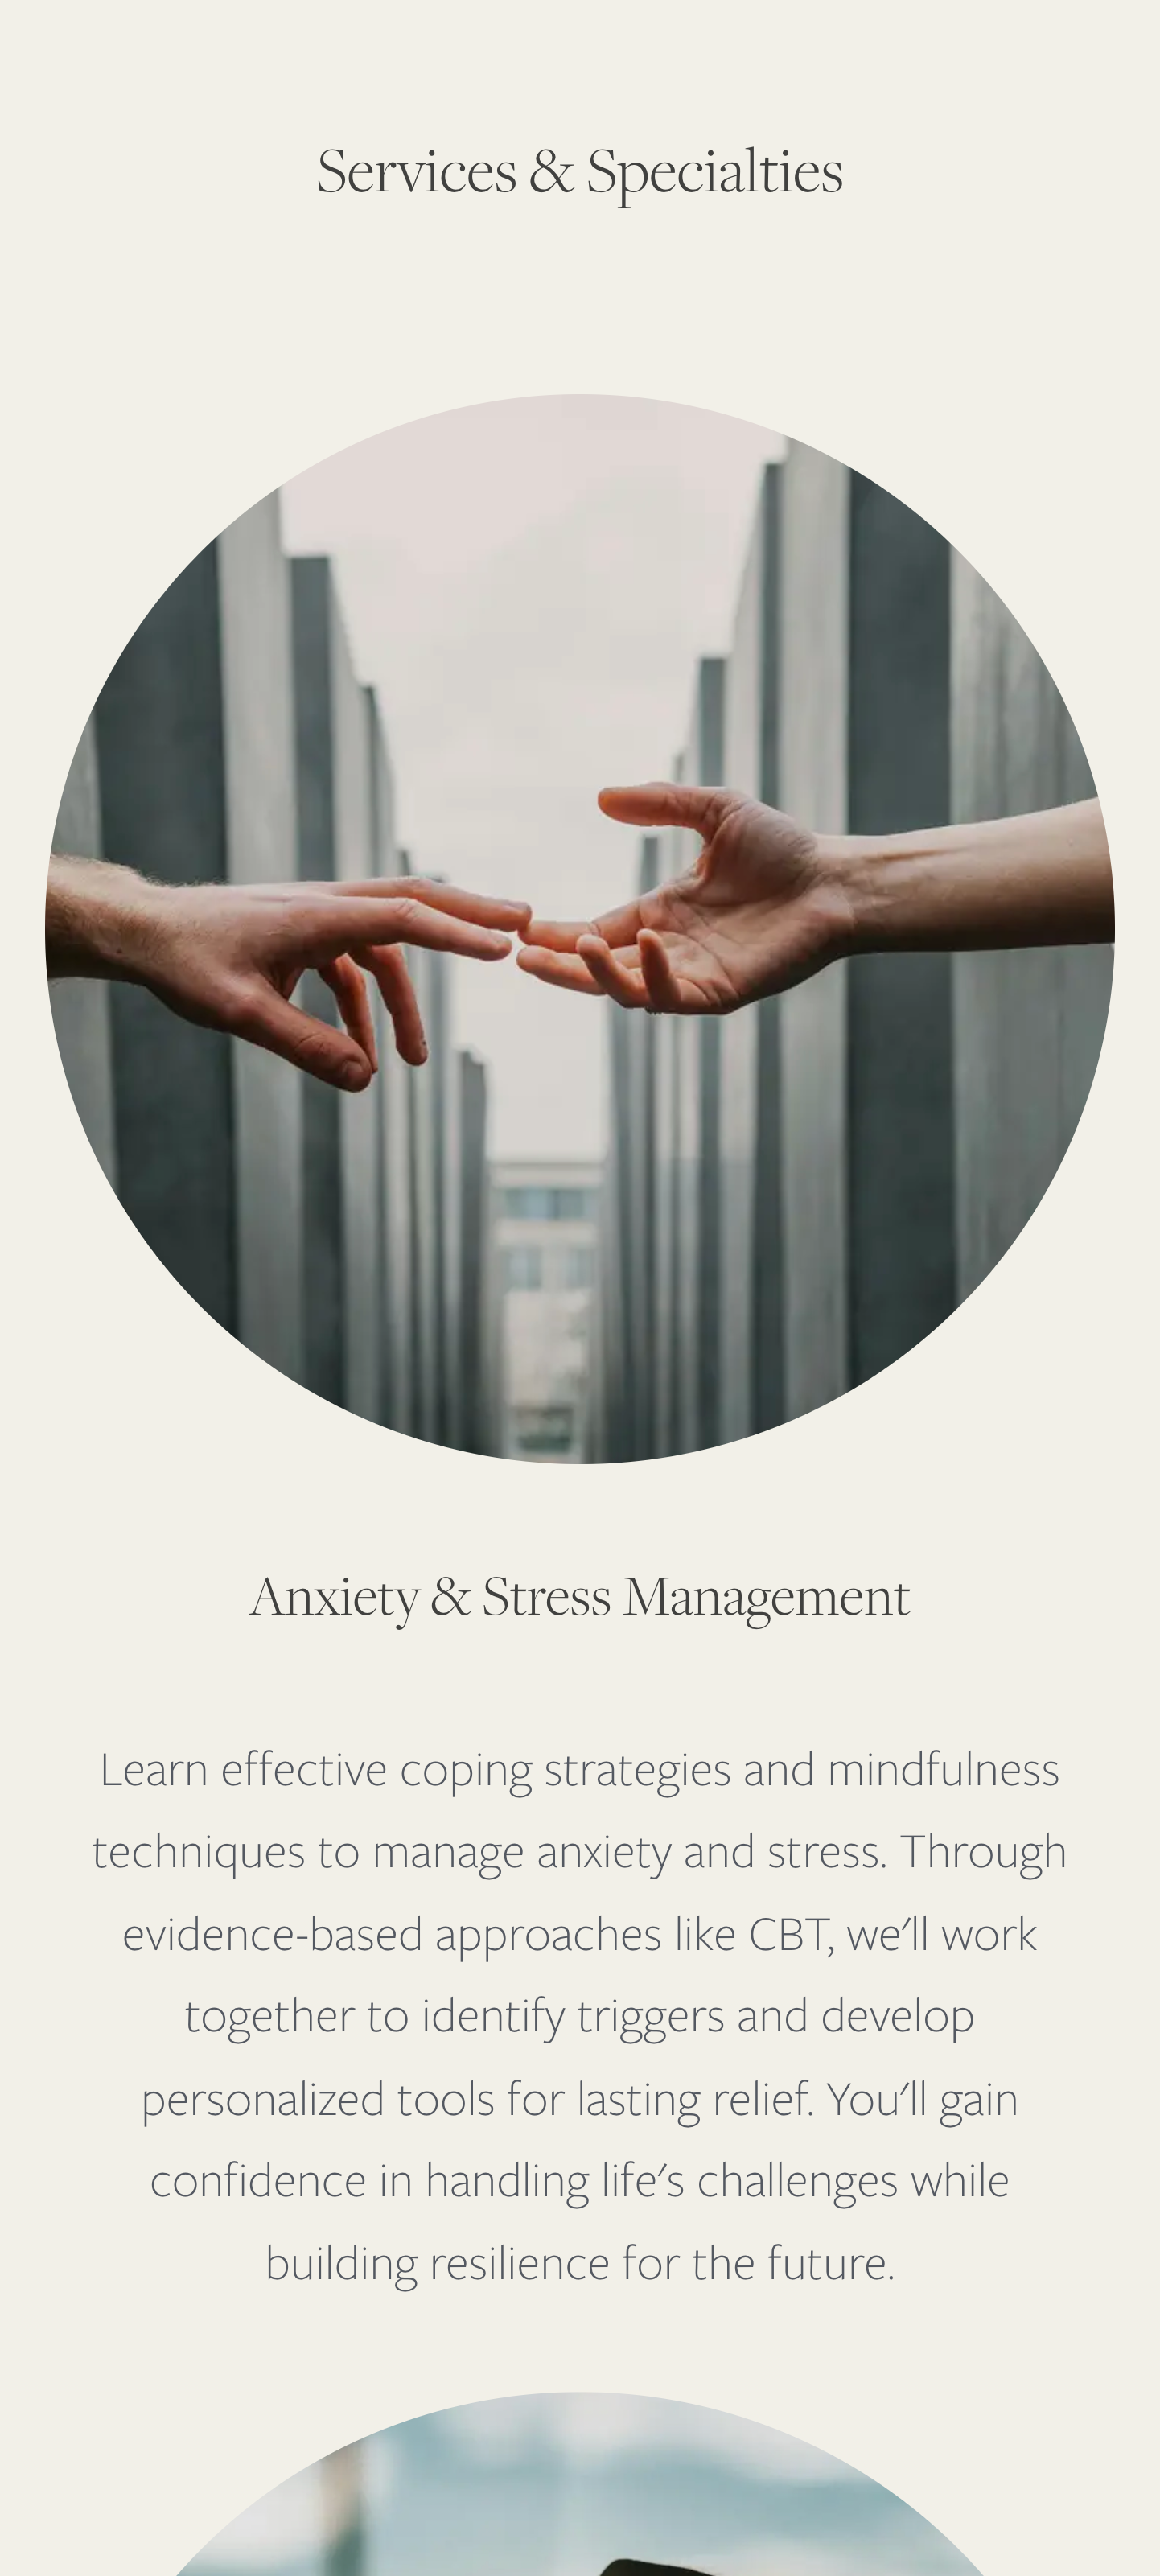 Services & Specialties
Anxiety & Stress Management
Learn effective coping strategies and mindfulness
techniques to manage anxiety and stress. Through
evidence-based approaches like CBT, we'll work
together to identify triggers and develop
personalized tools for lasting relief. You'll gain
confidence in handling life's challenges while
building resilience for the future.